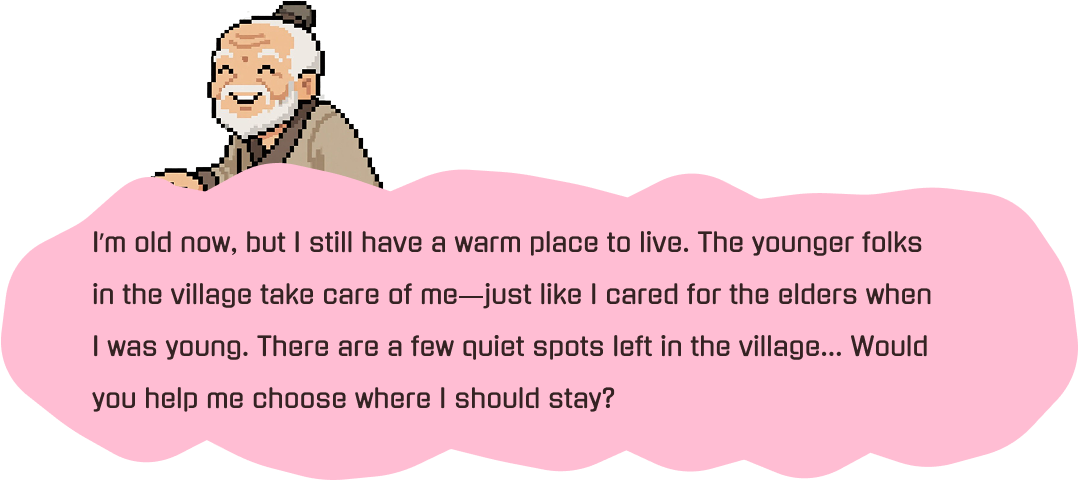 I'm old now, but I still have a warm place to live. The younger folks
in the village take care of me—just like I cared for the elders when
I was young. There are a few quiet spots left in the village... Would
you help me choose where I should stay?